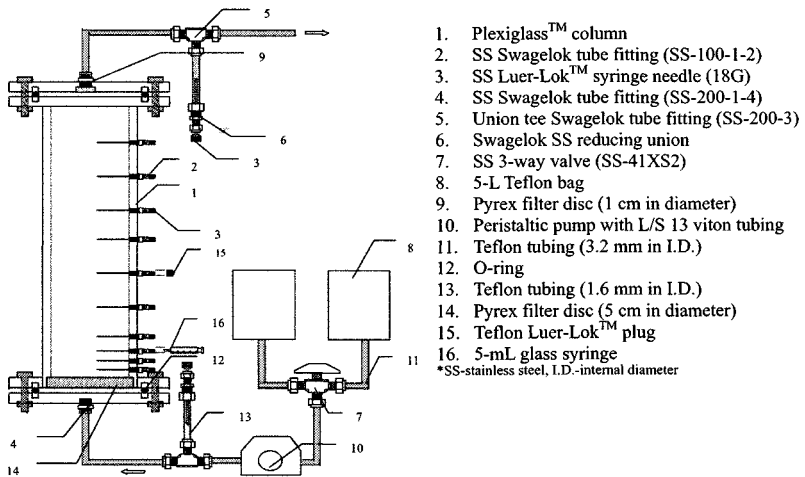 5
9
6
3
2
1
3
15
8
16
12
11
13
7
4
10
14
1. Plexiglass™ column
2. SS Swagelok tube fitting (SS-100-1-2)
3. SS Luer-Lok™ syringe needle (18G)
4. SS Swagelok tube fitting (SS-200-1-4)
5. Union tee Swagelok tube fitting (SS-200-3)
6. Swagelok SS reducing union
7. SS 3-way valve (SS-41XS2)
8. 5-L Teflon bag
9. Pyrex filter disc (1 cm in diameter)
10. Peristaltic pump with L/S 13 viton tubing
11. Teflon tubing (3.2 mm in I.D.)
12. O-ring
13. Teflon tubing (1.6 mm in I.D.)
14. Pyrex filter disc (5 cm in diameter)
15. Teflon Luer-Lok™ plug
16. 5-mL glass syringe
*SS-stainless steel, I.D.-internal diameter